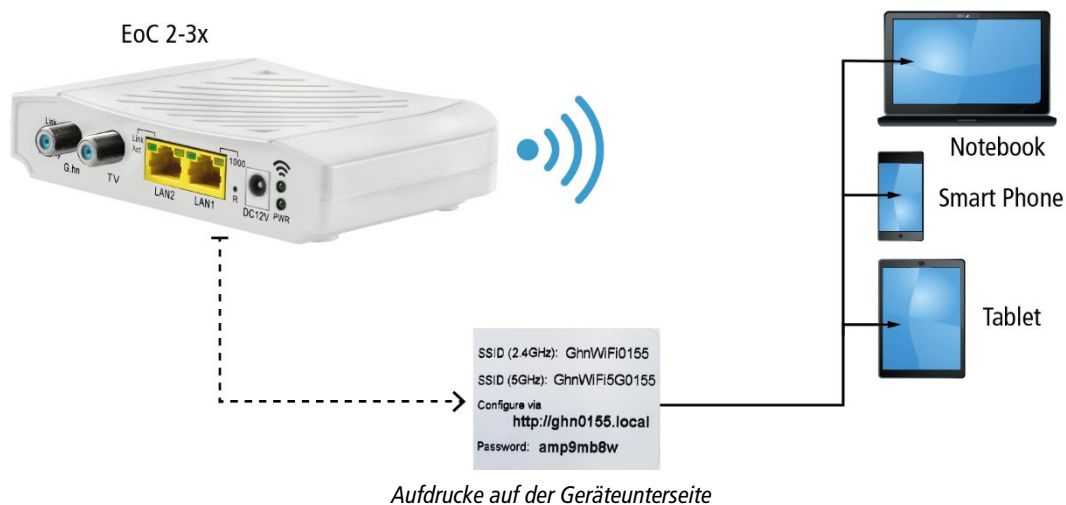 EoC 2-3x
Link
G.hn
TV
Link
Act
1000
LAN2
LAN1
R
DC12V
PWR
Notebook
Smart Phone
Tablet
SSID (2.4GHz): GhnWiFi0155
SSID (5GHz): GhnWiFi5G0155
Configure via
http://ghn0155.local
Password: amp9mb8w
Aufdrucke auf der Geräteunterseite